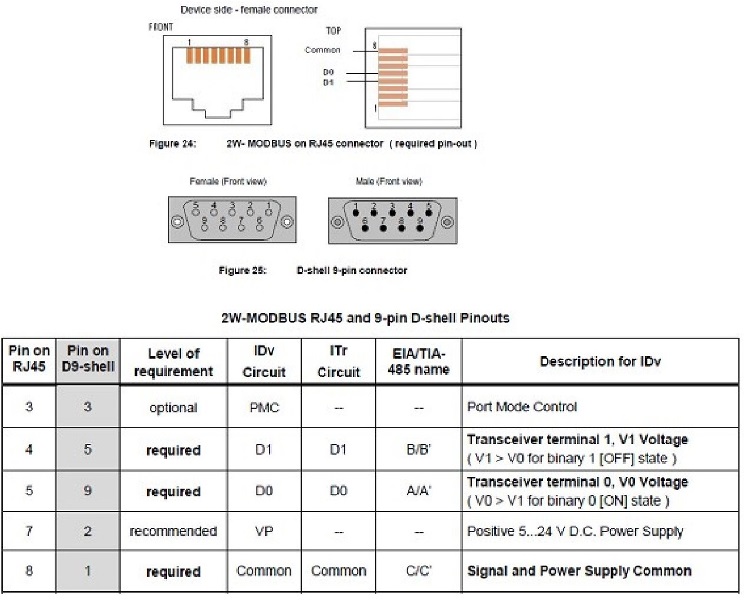 Device side - female connector
FRONT
1 8
TOP
Common
8
D0
D1
1
Figure 24: 2W- MODBUS on RJ45 connector ( required pin-out )
Female (Front view)
Male (Front view)
5 4 3 2 1
9 8 7 6
1 2 3 4 5
6 7 8 9
Figure 25: D-shell 9-pin connector
2W-MODBUS RJ45 and 9-pin D-shell Pinouts
Pin on RJ45
Pin on D9-shell
Level of requirement
IDv Circuit
ITr Circuit
EIA/TIA-485 name
Description for IDv
3 3 optional PMC -- -- Port Mode Control
4 5 required D1 D1 B/B' Transceiver terminal 1, V1 Voltage
( V1 > V0 for binary 1 [OFF] state )
5 9 required D0 D0 A/A' Transceiver terminal 0, V0 Voltage
( V0 > V1 for binary 0 [ON] state )
7 2 recommended VP -- -- Positive 5...24 V D.C. Power Supply
8 1 required Common Common C/C' Signal and Power Supply Common